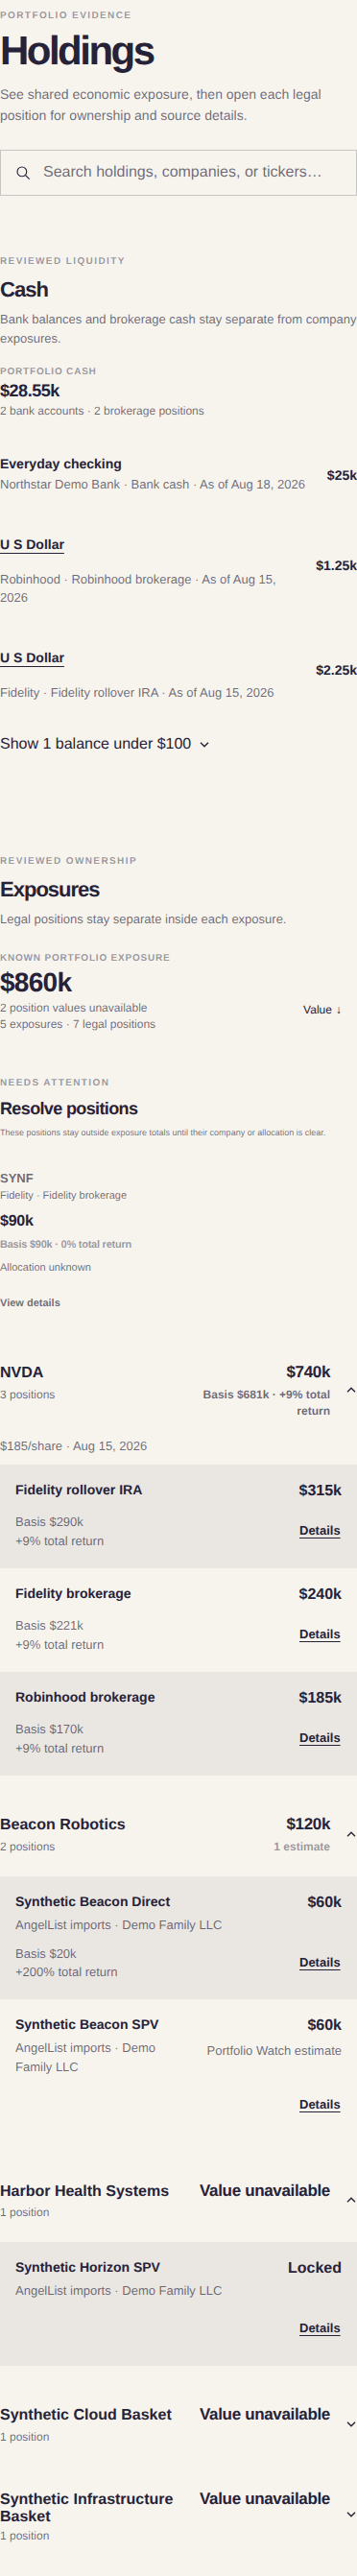 PORTFOLIO EVIDENCE
Holdings
See shared economic exposure, then open each legal
position for ownership and source details.
Search holdings, companies, or tickers…
REVIEWED LIQUIDITY
Cash
Bank balances and brokerage cash stay separate from company
exposures.
PORTFOLIO CASH
$28.55k
2 bank accounts · 2 brokerage positions
Everyday checking
Northstar Demo Bank · Bank cash · As of Aug 18, 2026
$25k
U S Dollar
Robinhood · Robinhood brokerage · As of Aug 15,
2026
$1.25k
U S Dollar
Fidelity · Fidelity rollover IRA · As of Aug 15, 2026
$2.25k
Show 1 balance under $100
REVIEWED OWNERSHIP
Exposures
Legal positions stay separate inside each exposure.
KNOWN PORTFOLIO EXPOSURE
$860k
2 position values unavailable
5 exposures · 7 legal positions
Value ↓
NEEDS ATTENTION
Resolve positions
These positions stay outside exposure totals until their company or allocation is clear.
SYNF
Fidelity · Fidelity brokerage
$90k
Basis $90k · 0% total return
Allocation unknown
View details
NVDA
3 positions
$740k
Basis $681k · +9% total
return
$185/share · Aug 15, 2026
Fidelity rollover IRA
$315k
Basis $290k
+9% total return
Details
Fidelity brokerage
$240k
Basis $221k
+9% total return
Details
Robinhood brokerage
$185k
Basis $170k
+9% total return
Details
Beacon Robotics
2 positions
$120k
1 estimate
Synthetic Beacon Direct
$60k
AngelList imports · Demo Family LLC
Basis $20k
+200% total return
Details
Synthetic Beacon SPV
$60k
AngelList imports · Demo
Family LLC
Portfolio Watch estimate
Details
Harbor Health Systems
1 position
Value unavailable
Synthetic Horizon SPV
Locked
AngelList imports · Demo Family LLC
Details
Synthetic Cloud Basket
1 position
Value unavailable
Synthetic Infrastructure
Basket
1 position
Value unavailable